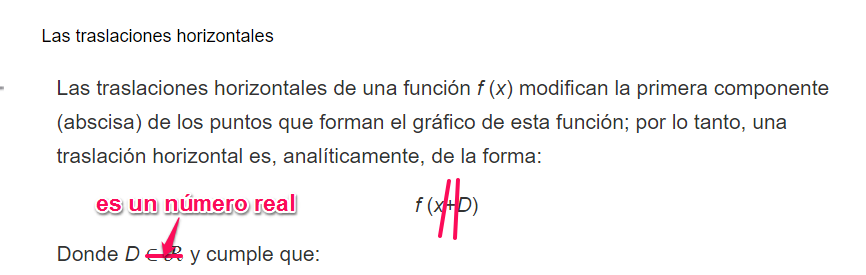 Las traslaciones horizontales
Las traslaciones horizontales de una función f (x) modifican la primera componente
(abscisa) de los puntos que forman el gráfico de esta función; por lo tanto, una
traslación horizontal es, analíticamente, de la forma:
es un número real
f (x+D)
Donde D ∈ ℛ y cumple que: